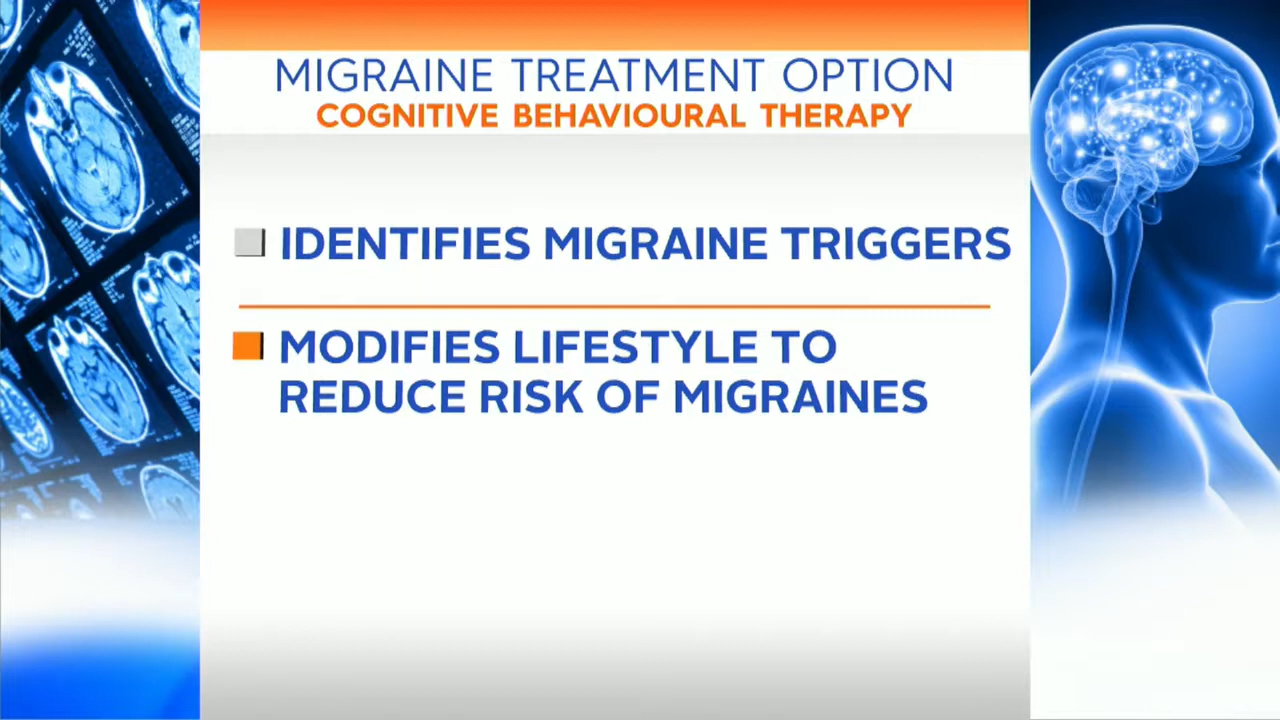 MIGRAINE TREATMENT OPTION
COGNITIVE BEHAVIOURAL THERAPY
IDENTIFIES MIGRAINE TRIGGERS
MODIFIES LIFESTYLE TO
REDUCE RISK OF MIGRAINES